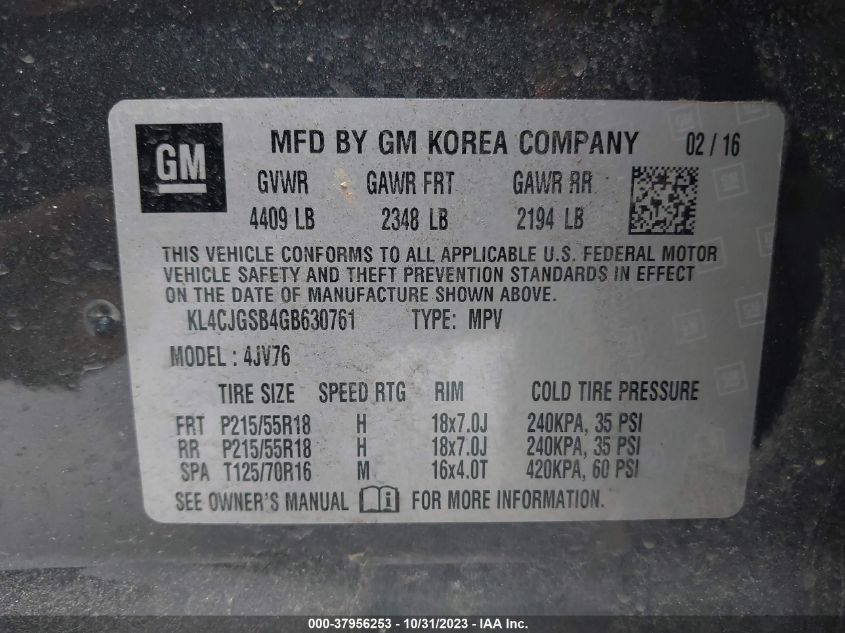 GM
MFD BY GM KOREA COMPANY 02 / 16
GVWR GAWR FRT GAWR RR
4409 LB 2348 LB 2194 LB
THIS VEHICLE CONFORMS TO ALL APPLICABLE U.S. FEDERAL MOTOR
VEHICLE SAFETY AND THEFT PREVENTION STANDARDS IN EFFECT
ON THE DATE OF MANUFACTURE SHOWN ABOVE.
KL4CJGSB4GB630761 TYPE: MPV
MODEL : 4JV76
TIRE SIZE SPEED RTG RIM COLD TIRE PRESSURE
FRT P215/55R18 H 18x7.0J 240KPA, 35 PSI
RR P215/55R18 H 18x7.0J 240KPA, 35 PSI
SPA T125/70R16 M 16x4.0T 420KPA, 60 PSI
SEE OWNER'S MANUAL FOR MORE INFORMATION.
000-37956253 - 10/31/2023 - IAA Inc.